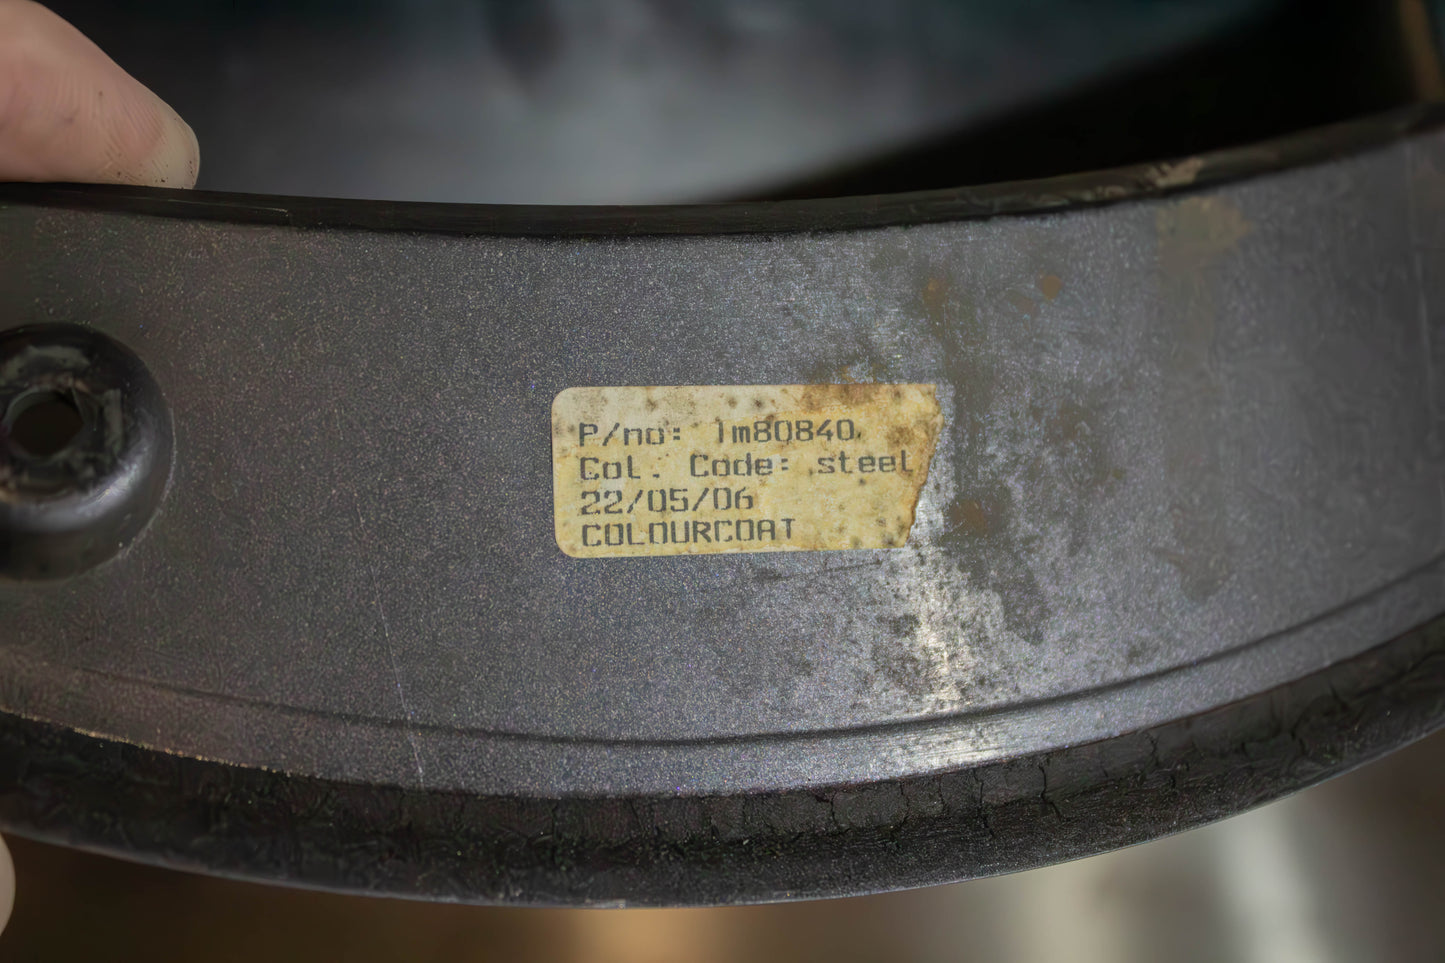 P/no: 1m80840
Col. Code: steel
22/05/06
COLOURCOAT